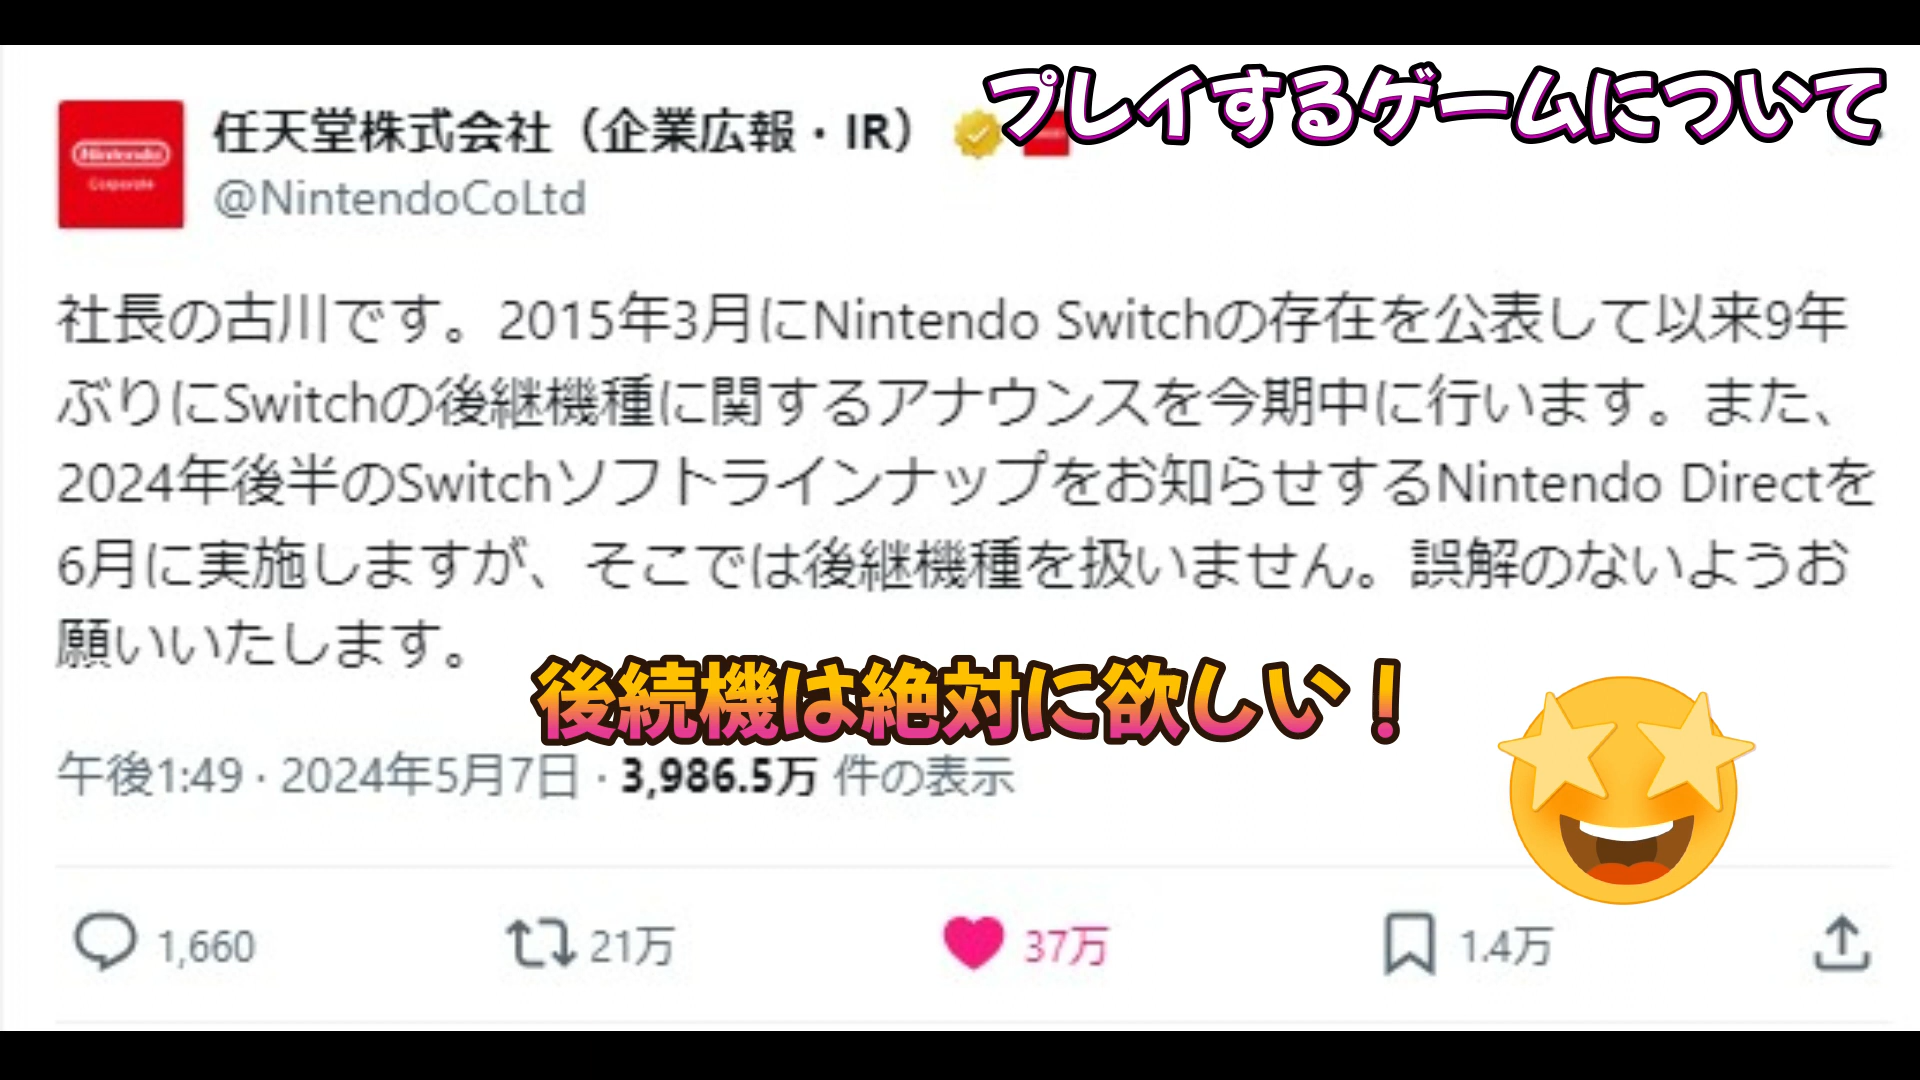 プレイするゲームについて
Nintendo
Corporate
任天堂株式会社（企業広報・IR）
@NintendoCoLtd
社長の古川です。2015年3月にNintendo Switchの存在を公表して以来9年
ぶりにSwitchの後継機種に関するアナウンスを今期中に行います。また、
2024年後半のSwitchソフトラインナップをお知らせするNintendo Directを
6月に実施しますが、そこでは後継機種を扱いません。誤解のないようお
願いいたします。
後続機は絶対に欲しい！
午後1:49 · 2024年5月7日 · 3,986.5万 件の表示
1,660
21万
37万
1.4万